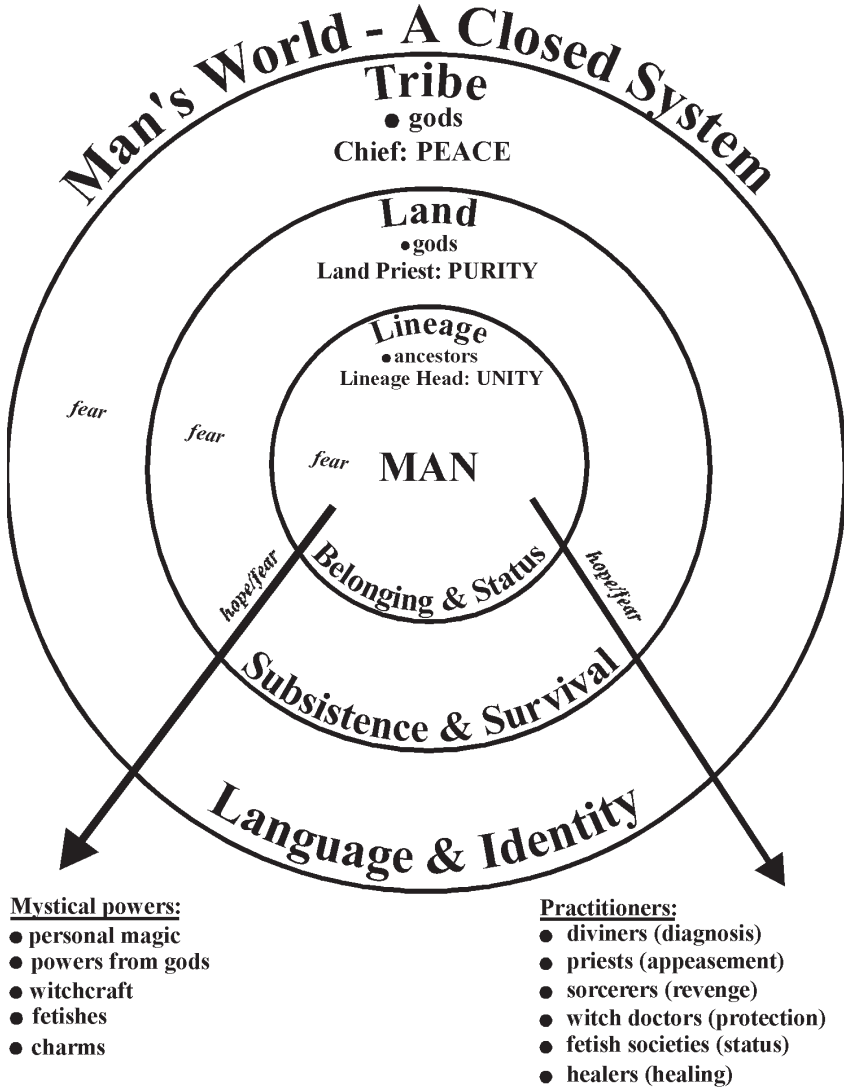 Man's World - A Closed System
Tribe
● gods
Chief: PEACE
Land
● gods
Land Priest: PURITY
Lineage
● ancestors
Lineage Head: UNITY
fear
fear
fear
MAN
hope/fear
hope/fear
Belonging & Status
Subsistence & Survival
Language & Identity
Mystical powers:
● personal magic
● powers from gods
● witchcraft
● fetishes
● charms
Practitioners:
● diviners (diagnosis)
● priests (appeasement)
● sorcerers (revenge)
● witch doctors (protection)
● fetish societies (status)
● healers (healing)